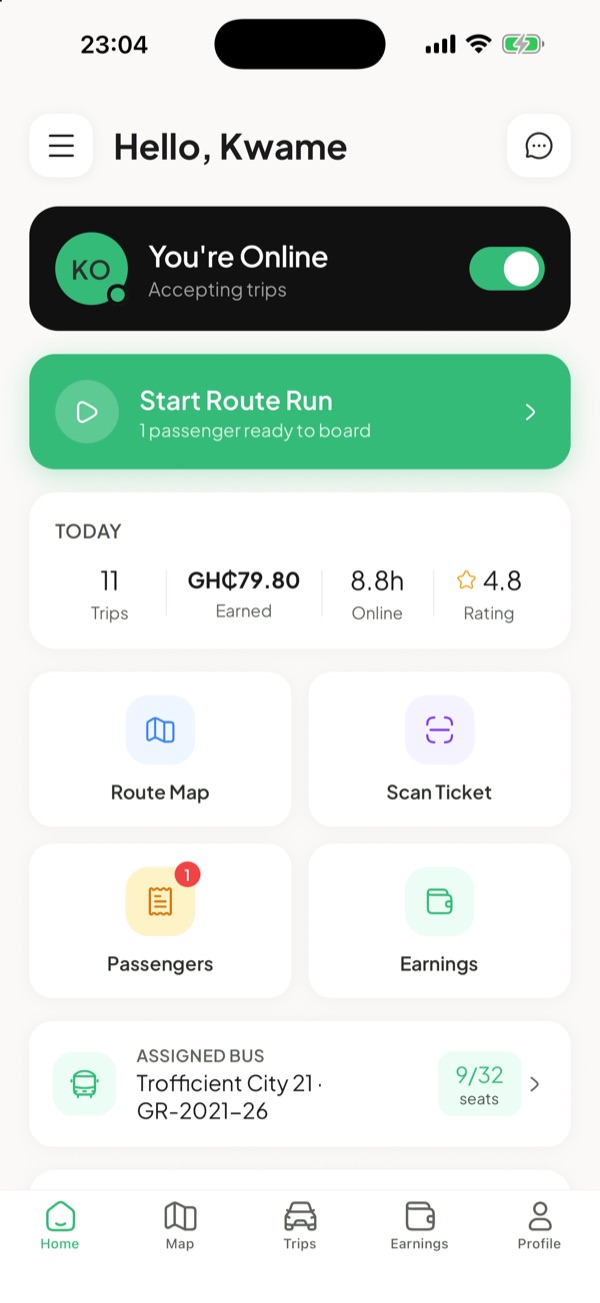 23:04
Hello, Kwame
KO
You're Online
Accepting trips
Start Route Run
1 passenger ready to board
TODAY
11
Trips
GH₵79.80
Earned
8.8h
Online
4.8
Rating
Route Map
Scan Ticket
1
Passengers
Earnings
ASSIGNED BUS
Trofficient City 21 ·
GR-2021-26
9/32
seats
Home
Map
Trips
Earnings
Profile